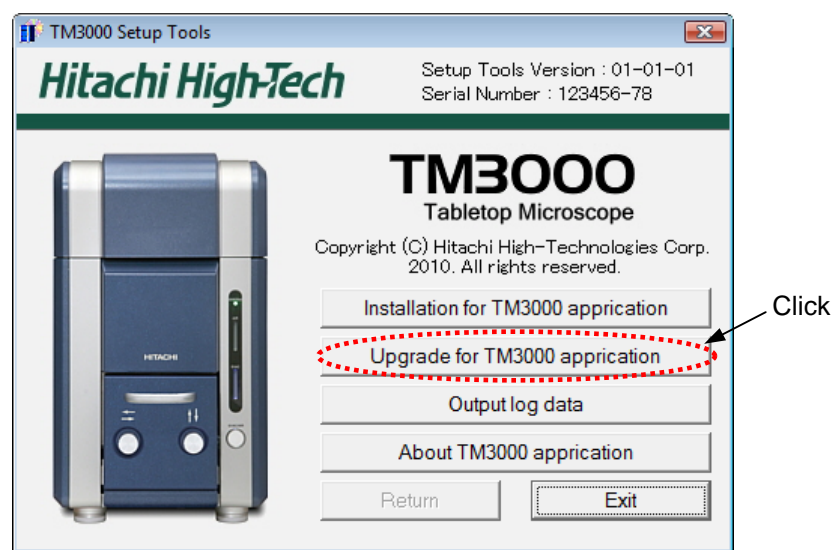 TM3000 Setup Tools
Hitachi High-Tech
Setup Tools Version : 01-01-01
Serial Number : 123456-78
TM3000
Tabletop Microscope
Copyright (C) Hitachi High-Technologies Corp.
2010. All rights reserved.
Installation for TM3000 apprication
Click
Upgrade for TM3000 apprication
HITACHI
Output log data
About TM3000 apprication
Return
Exit